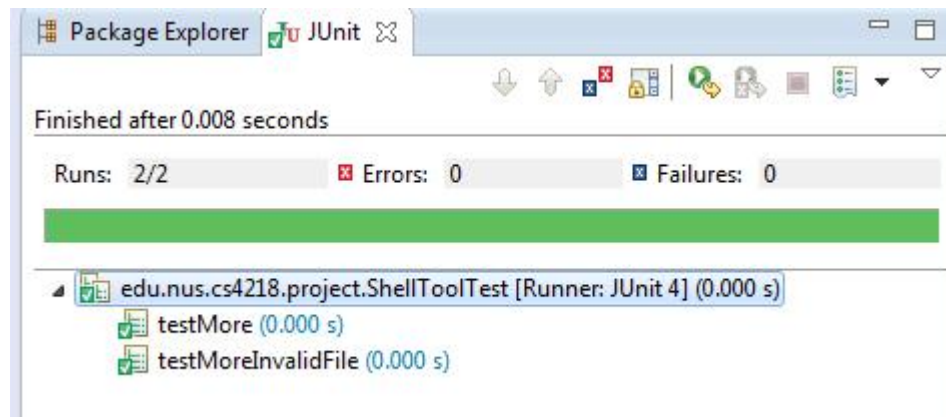 Package Explorer JUnit
Finished after 0.008 seconds
Runs: 2/2 Errors: 0 Failures: 0
edu.nus.cs4218.project.ShellToolTest [Runner: JUnit 4] (0.000 s)
testMore (0.000 s)
testMoreInvalidFile (0.000 s)